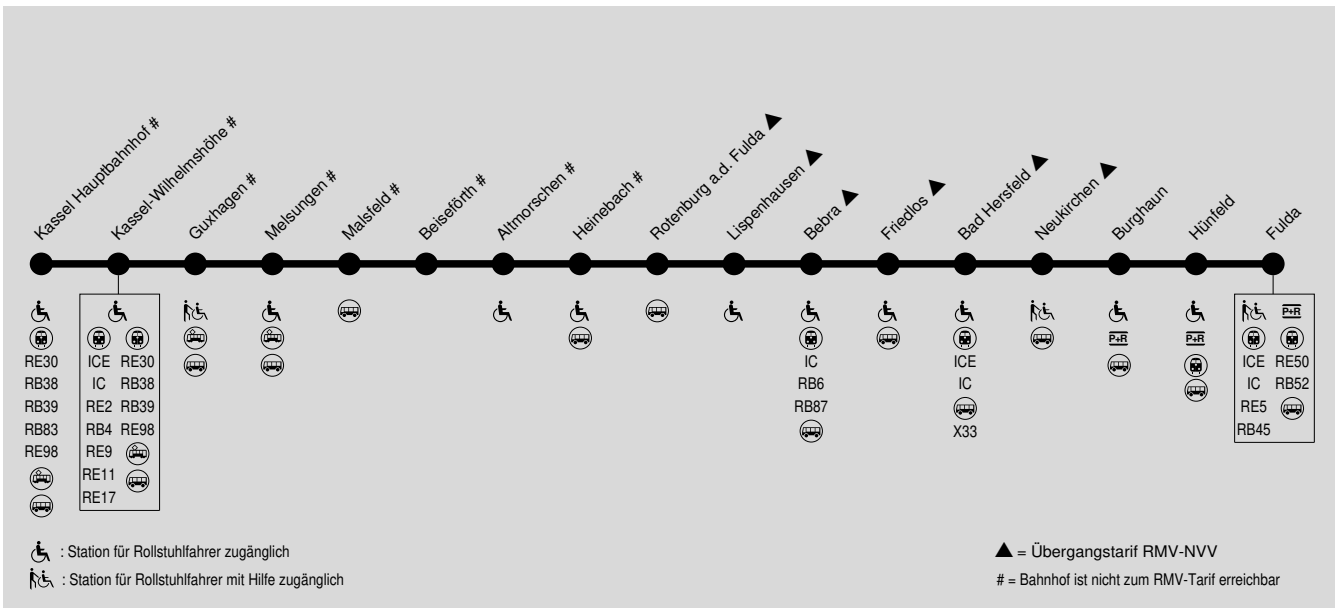 Kassel Hauptbahnhof #
Kassel-Wilhelmshöhe #
Guxhagen #
Melsungen #
Malsfeld #
Beiseförth #
Altmorschen #
Heinebach #
Rotenburg a.d. Fulda ▲
Lispenhausen ▲
Bebra ▲
Friedlos ▲
Bad Hersfeld ▲
Neukirchen ▲
Burghaun
Hünfeld
Fulda
RE30
RB38
RB39
RB83
RE98
ICE RE30
IC RB38
RE2 RB39
RB4 RE98
RE9
RE11
RE17
IC
RB6
RB87
ICE
IC
X33
P+R
P+R
P+R
ICE RE50
IC RB52
RE5
RB45
: Station für Rollstuhlfahrer zugänglich
: Station für Rollstuhlfahrer mit Hilfe zugänglich
▲ = Übergangstarif RMV-NVV
# = Bahnhof ist nicht zum RMV-Tarif erreichbar